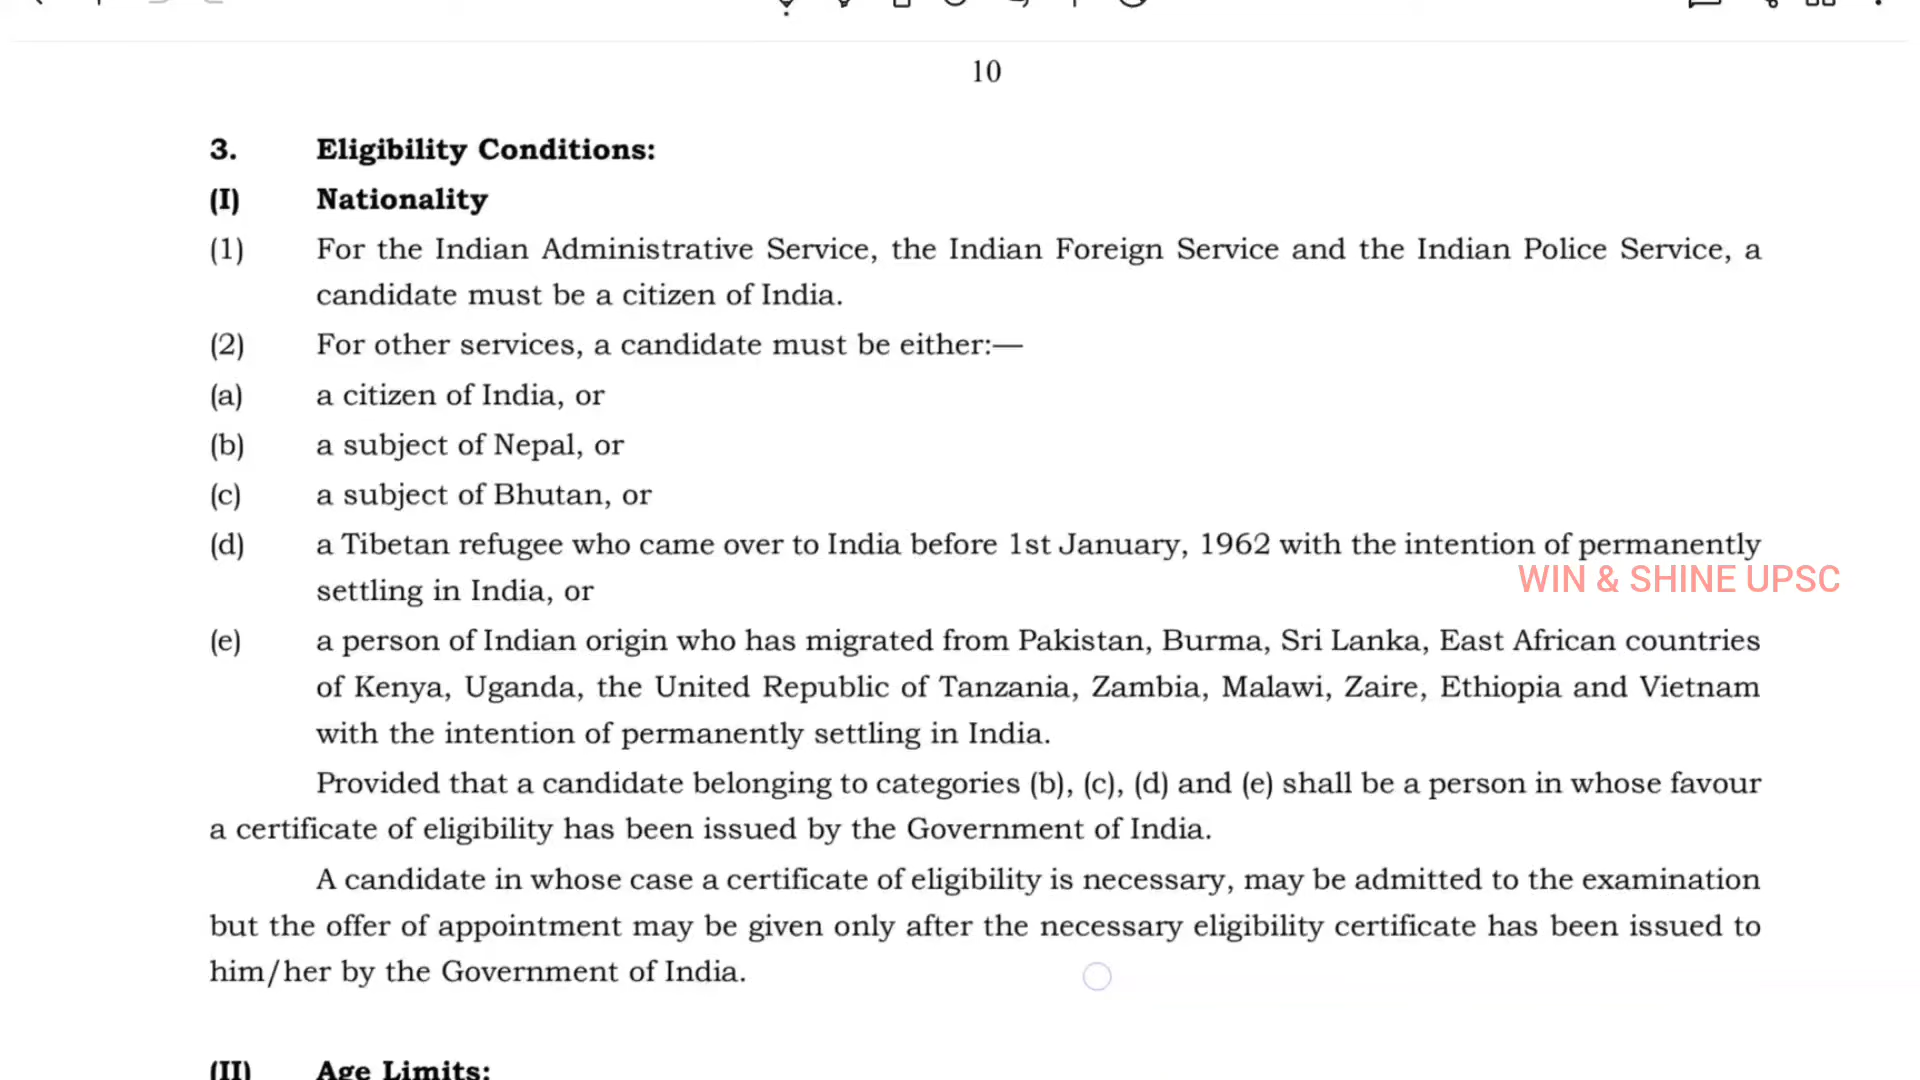 10
3. Eligibility Conditions:
(I) Nationality
(1) For the Indian Administrative Service, the Indian Foreign Service and the Indian Police Service, a
candidate must be a citizen of India.
(2) For other services, a candidate must be either:—
(a) a citizen of India, or
(b) a subject of Nepal, or
(c) a subject of Bhutan, or
(d) a Tibetan refugee who came over to India before 1st January, 1962 with the intention of permanently
settling in India, or
WIN & SHINE UPSC
(e) a person of Indian origin who has migrated from Pakistan, Burma, Sri Lanka, East African countries
of Kenya, Uganda, the United Republic of Tanzania, Zambia, Malawi, Zaire, Ethiopia and Vietnam
with the intention of permanently settling in India.
Provided that a candidate belonging to categories (b), (c), (d) and (e) shall be a person in whose favour
a certificate of eligibility has been issued by the Government of India.
A candidate in whose case a certificate of eligibility is necessary, may be admitted to the examination
but the offer of appointment may be given only after the necessary eligibility certificate has been issued to
him/her by the Government of India.
(II) Age Limits: